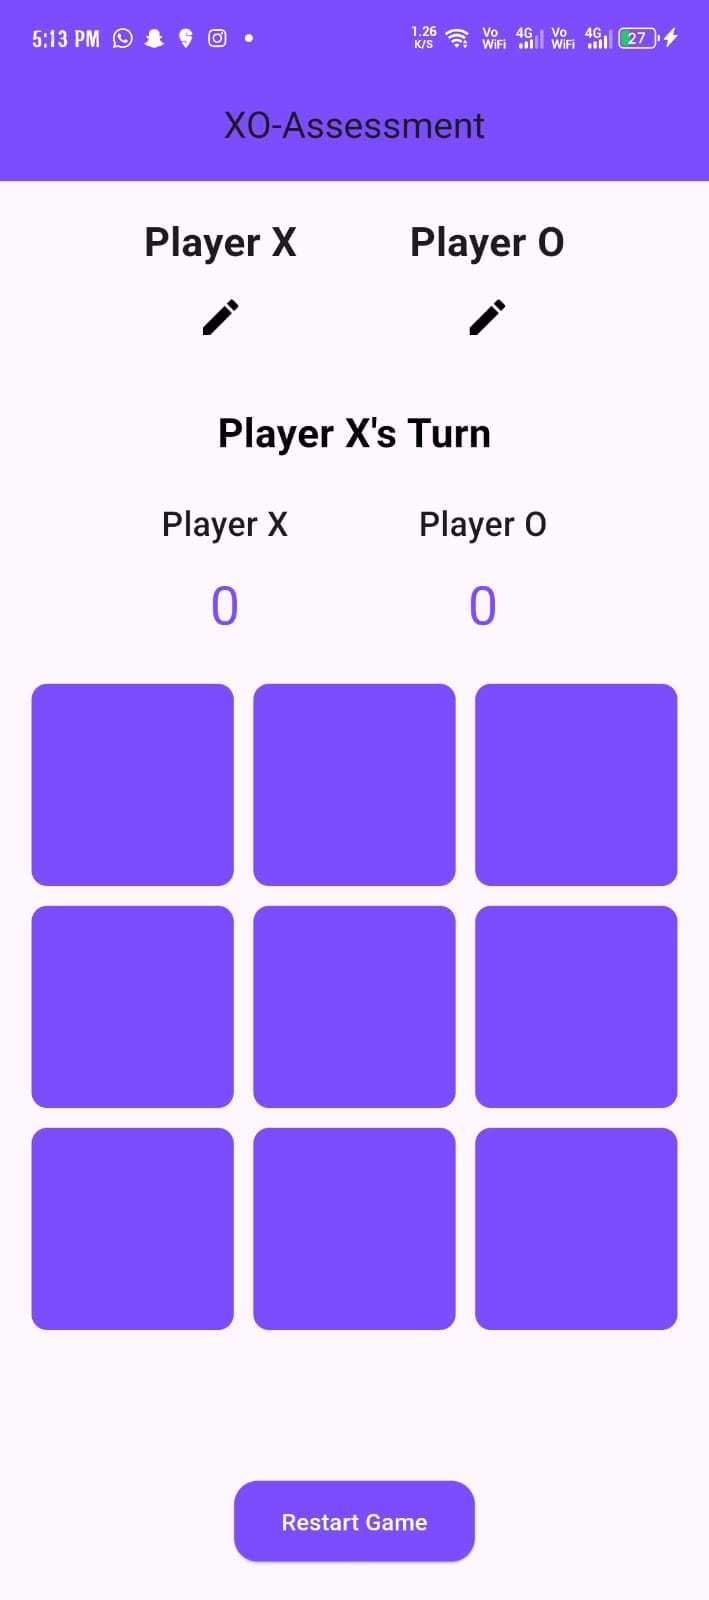 5:13 PM 1.26 K/S Vo WiFi 4G Vo WiFi 4G 27
XO-Assessment
Player X Player O
Player X's Turn
Player X Player O
0 0
Restart Game